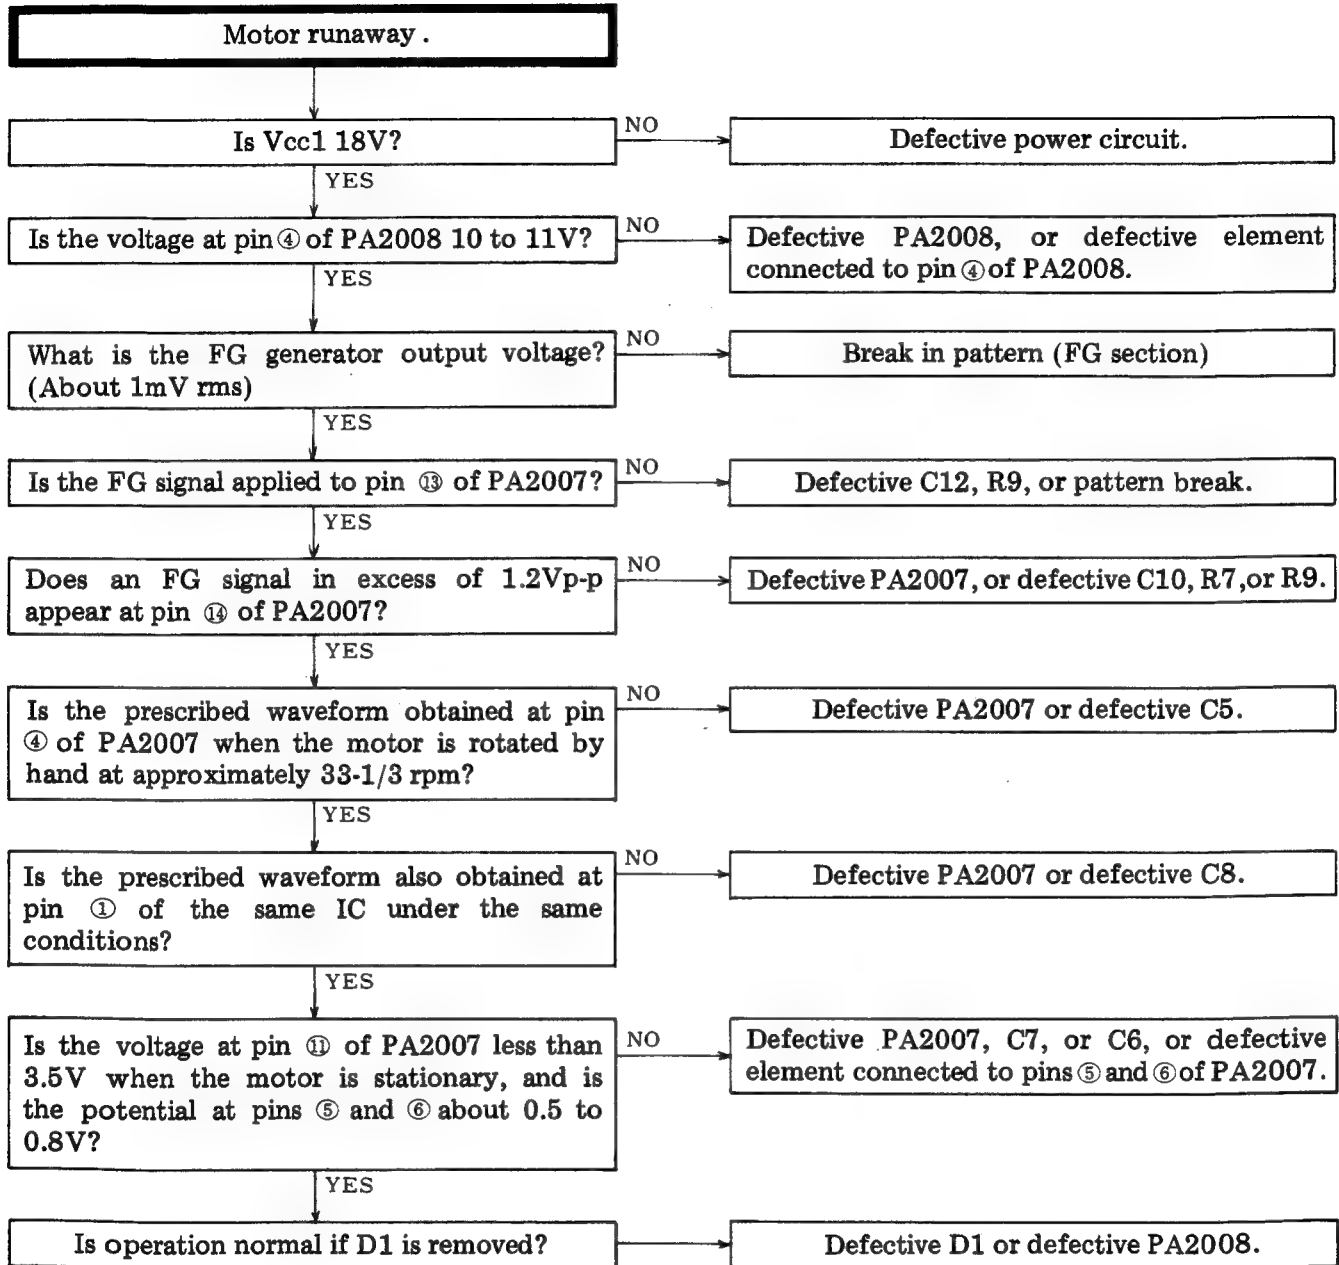 Motor runaway .
Is Vcc1 18V?
NO
Defective power circuit.
YES
Is the voltage at pin ④ of PA2008 10 to 11V?
NO
Defective PA2008, or defective element
connected to pin ④ of PA2008.
YES
What is the FG generator output voltage?
(About 1mV rms)
NO
Break in pattern (FG section)
YES
Is the FG signal applied to pin ⑬ of PA2007?
NO
Defective C12, R9, or pattern break.
YES
Does an FG signal in excess of 1.2Vp-p
appear at pin ⑭ of PA2007?
NO
Defective PA2007, or defective C10, R7,or R9.
YES
Is the prescribed waveform obtained at pin
④ of PA2007 when the motor is rotated by
hand at approximately 33-1/3 rpm?
NO
Defective PA2007 or defective C5.
YES
Is the prescribed waveform also obtained at
pin ① of the same IC under the same
conditions?
NO
Defective PA2007 or defective C8.
YES
Is the voltage at pin ⑪ of PA2007 less than
3.5V when the motor is stationary, and is
the potential at pins ⑤ and ⑥ about 0.5 to
0.8V?
NO
Defective PA2007, C7, or C6, or defective
element connected to pins ⑤ and ⑥ of PA2007.
YES
Is operation normal if D1 is removed?
Defective D1 or defective PA2008.